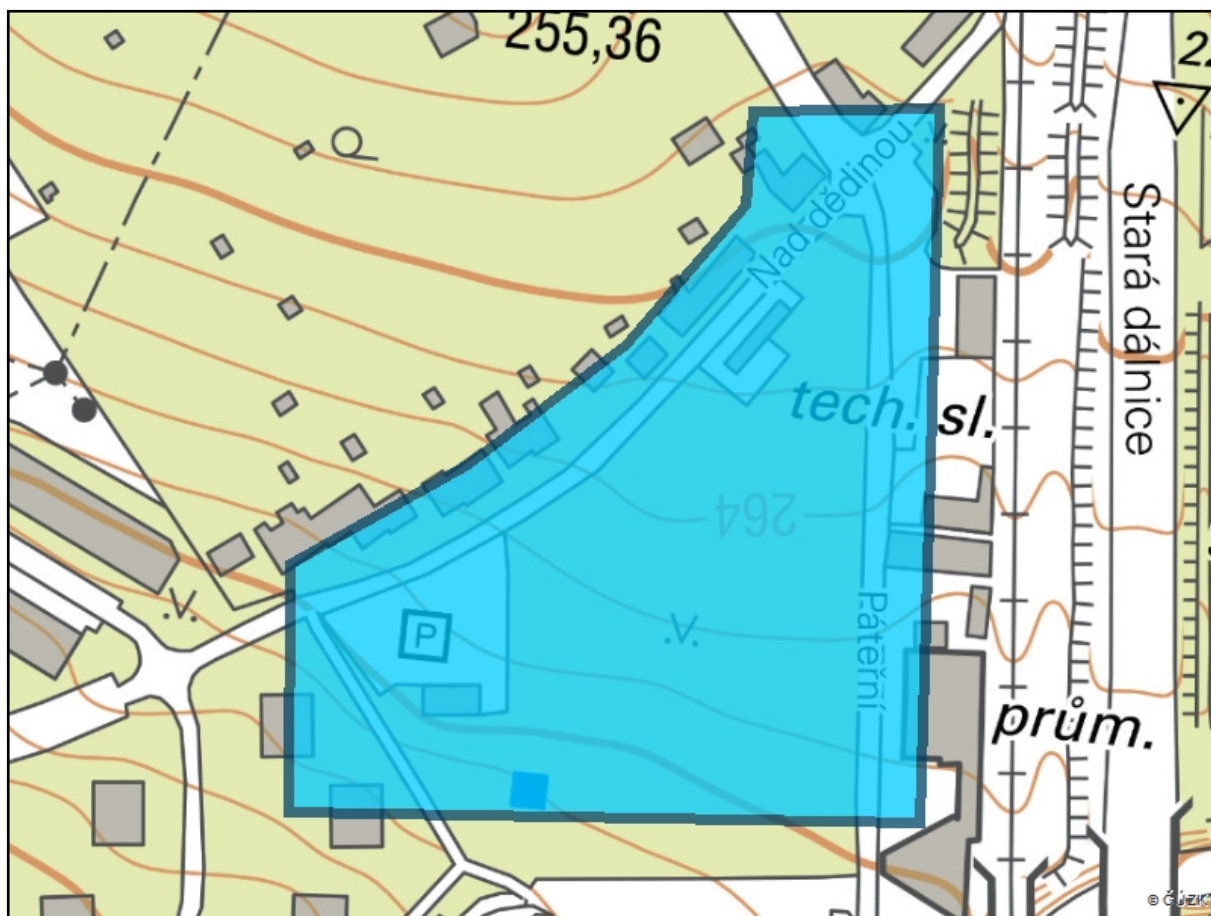 255,36
Nad dědinou
Stará dálnice
tech. sl.
264
P
Páteřní
prům.
© ČÚZK